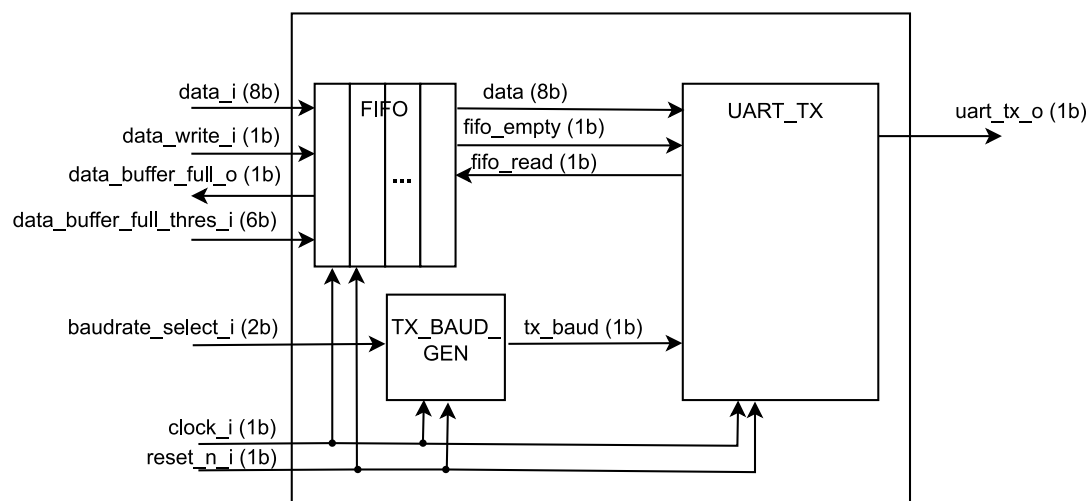 data_i (8b)
FIFO
data (8b)
UART_TX
uart_tx_o (1b)
data_write_i (1b)
fifo_empty (1b)
data_buffer_full_o (1b)
...
fifo_read (1b)
data_buffer_full_thres_i (6b)
baudrate_select_i (2b)
TX_BAUD_
GEN
tx_baud (1b)
clock_i (1b)
reset_n_i (1b)